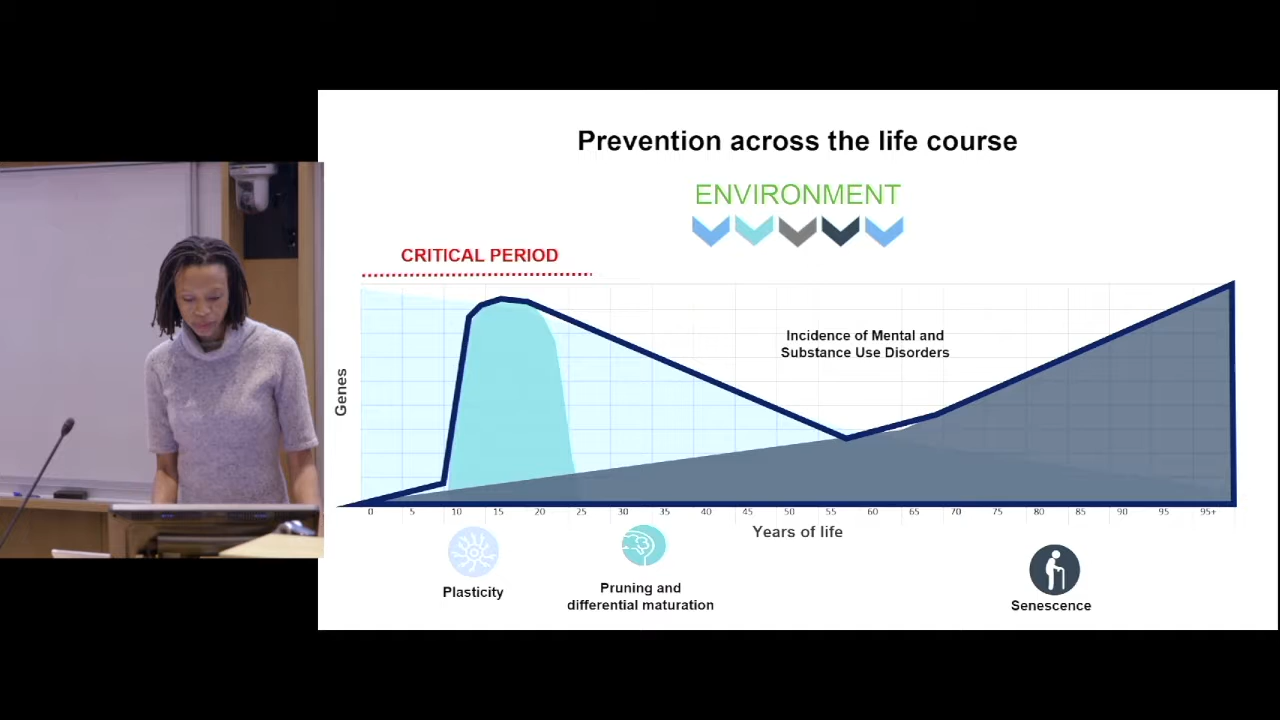 Prevention across the life course
ENVIRONMENT
CRITICAL PERIOD
Incidence of Mental and
Substance Use Disorders
Genes
0 5 10 15 20 25 30 35 40 45 50 55 60 65 70 75 80 85 90 95 95+
Years of life
Plasticity
Pruning and
differential maturation
Senescence